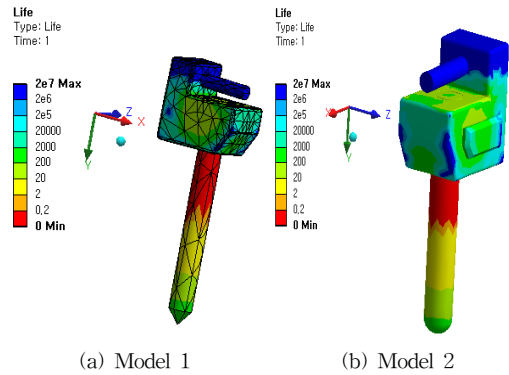 Life
Type: Life
Time: 1
2e7 Max
2e6
2e5
20000
2000
200
20
2
0,2
0 Min
Z
X
Y
(a) Model 1
Life
Type: Life
Time: 1
2e7 Max
2e6
2e5
20000
2000
200
20
2
0,2
0 Min
X
Z
Y
(b) Model 2